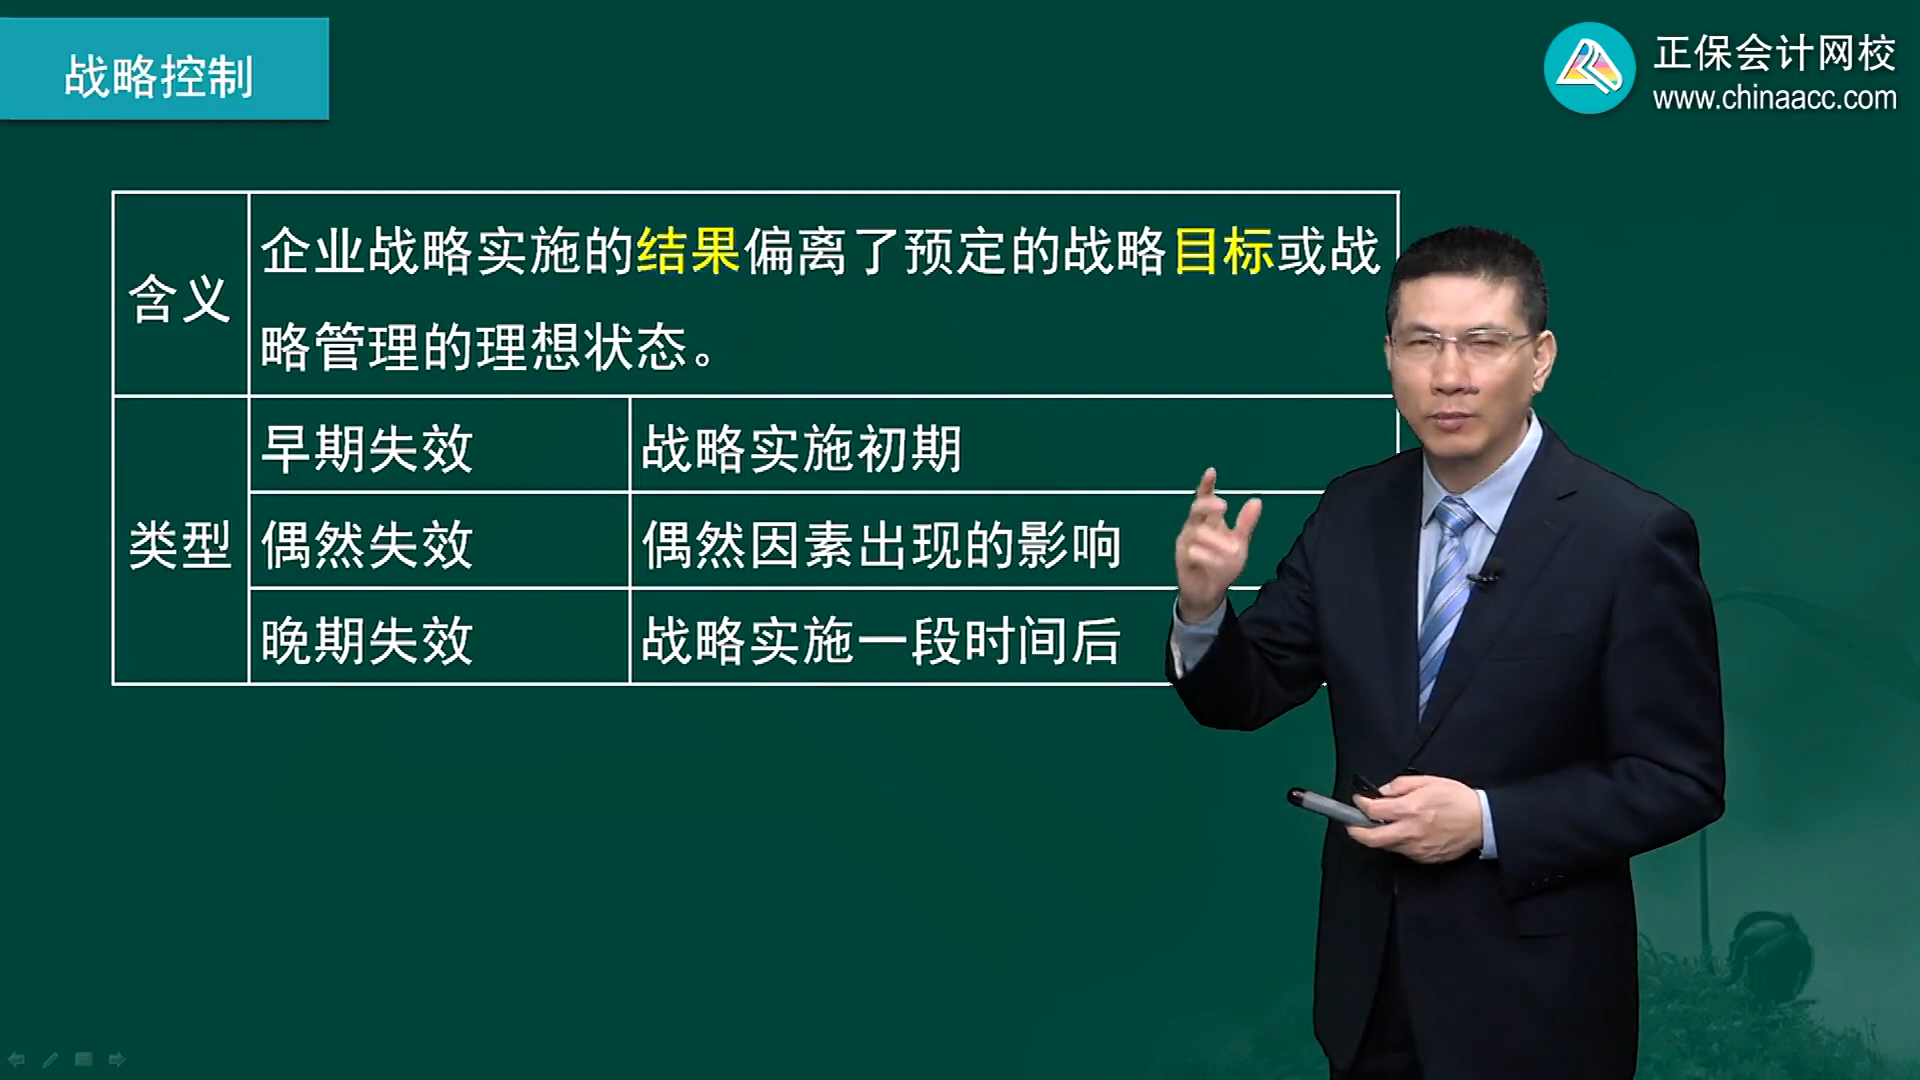 战略控制
正保会计网校
www.chinaacc.com
含义
企业战略实施的结果偏离了预定的战略目标或战
略管理的理想状态。
类型
早期失效
战略实施初期
偶然失效
偶然因素出现的影响
晚期失效
战略实施一段时间后